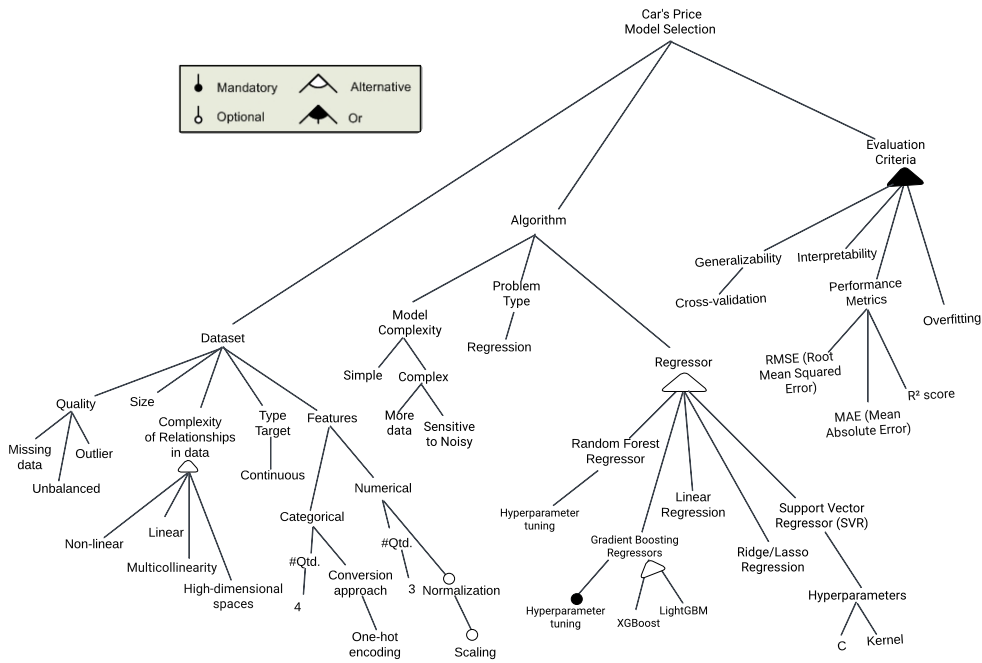 Car's Price
Model Selection
Mandatory
Alternative
Optional
Or
Evaluation
Criteria
Algorithm
Generalizability
Interpretability
Cross-validation
Performance
Metrics
Overfitting
RMSE (Root
Mean Squared
Error)
MAE (Mean
Absolute Error)
R² score
Problem
Type
Regression
Model
Complexity
Simple
Complex
More
data
Sensitive
to Noisy
Regressor
Dataset
Quality
Size
Complexity
of Relationships
in data
Type
Target
Features
Missing
data
Outlier
Unbalanced
Continuous
Non-linear
Linear
Multicollinearity
High-dimensional
spaces
Categorical
Numerical
#Qtd.
4
Conversion
approach
One-hot
encoding
#Qtd.
3
Normalization
Scaling
Random Forest
Regressor
Hyperparameter
tuning
Gradient Boosting
Regressors
Hyperparameter
tuning
XGBoost
LightGBM
Linear
Regression
Ridge/Lasso
Regression
Support Vector
Regressor (SVR)
Hyperparameters
C
Kernel